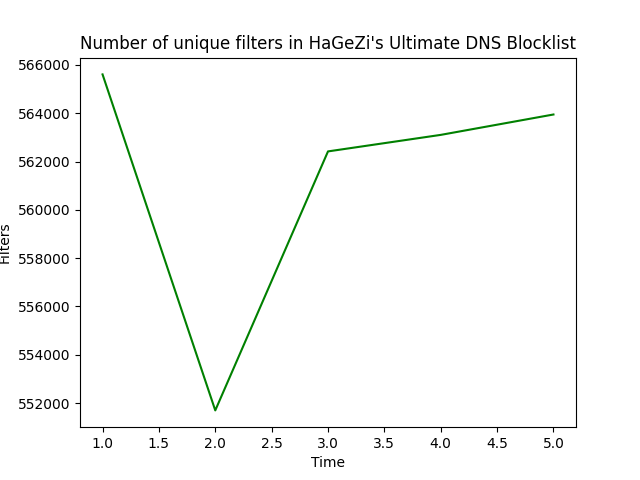 Number of unique filters in HaGeZi's Ultimate DNS Blocklist
566000
564000
562000
560000
558000
556000
554000
552000
Filters
1.0 1.5 2.0 2.5 3.0 3.5 4.0 4.5 5.0
Time